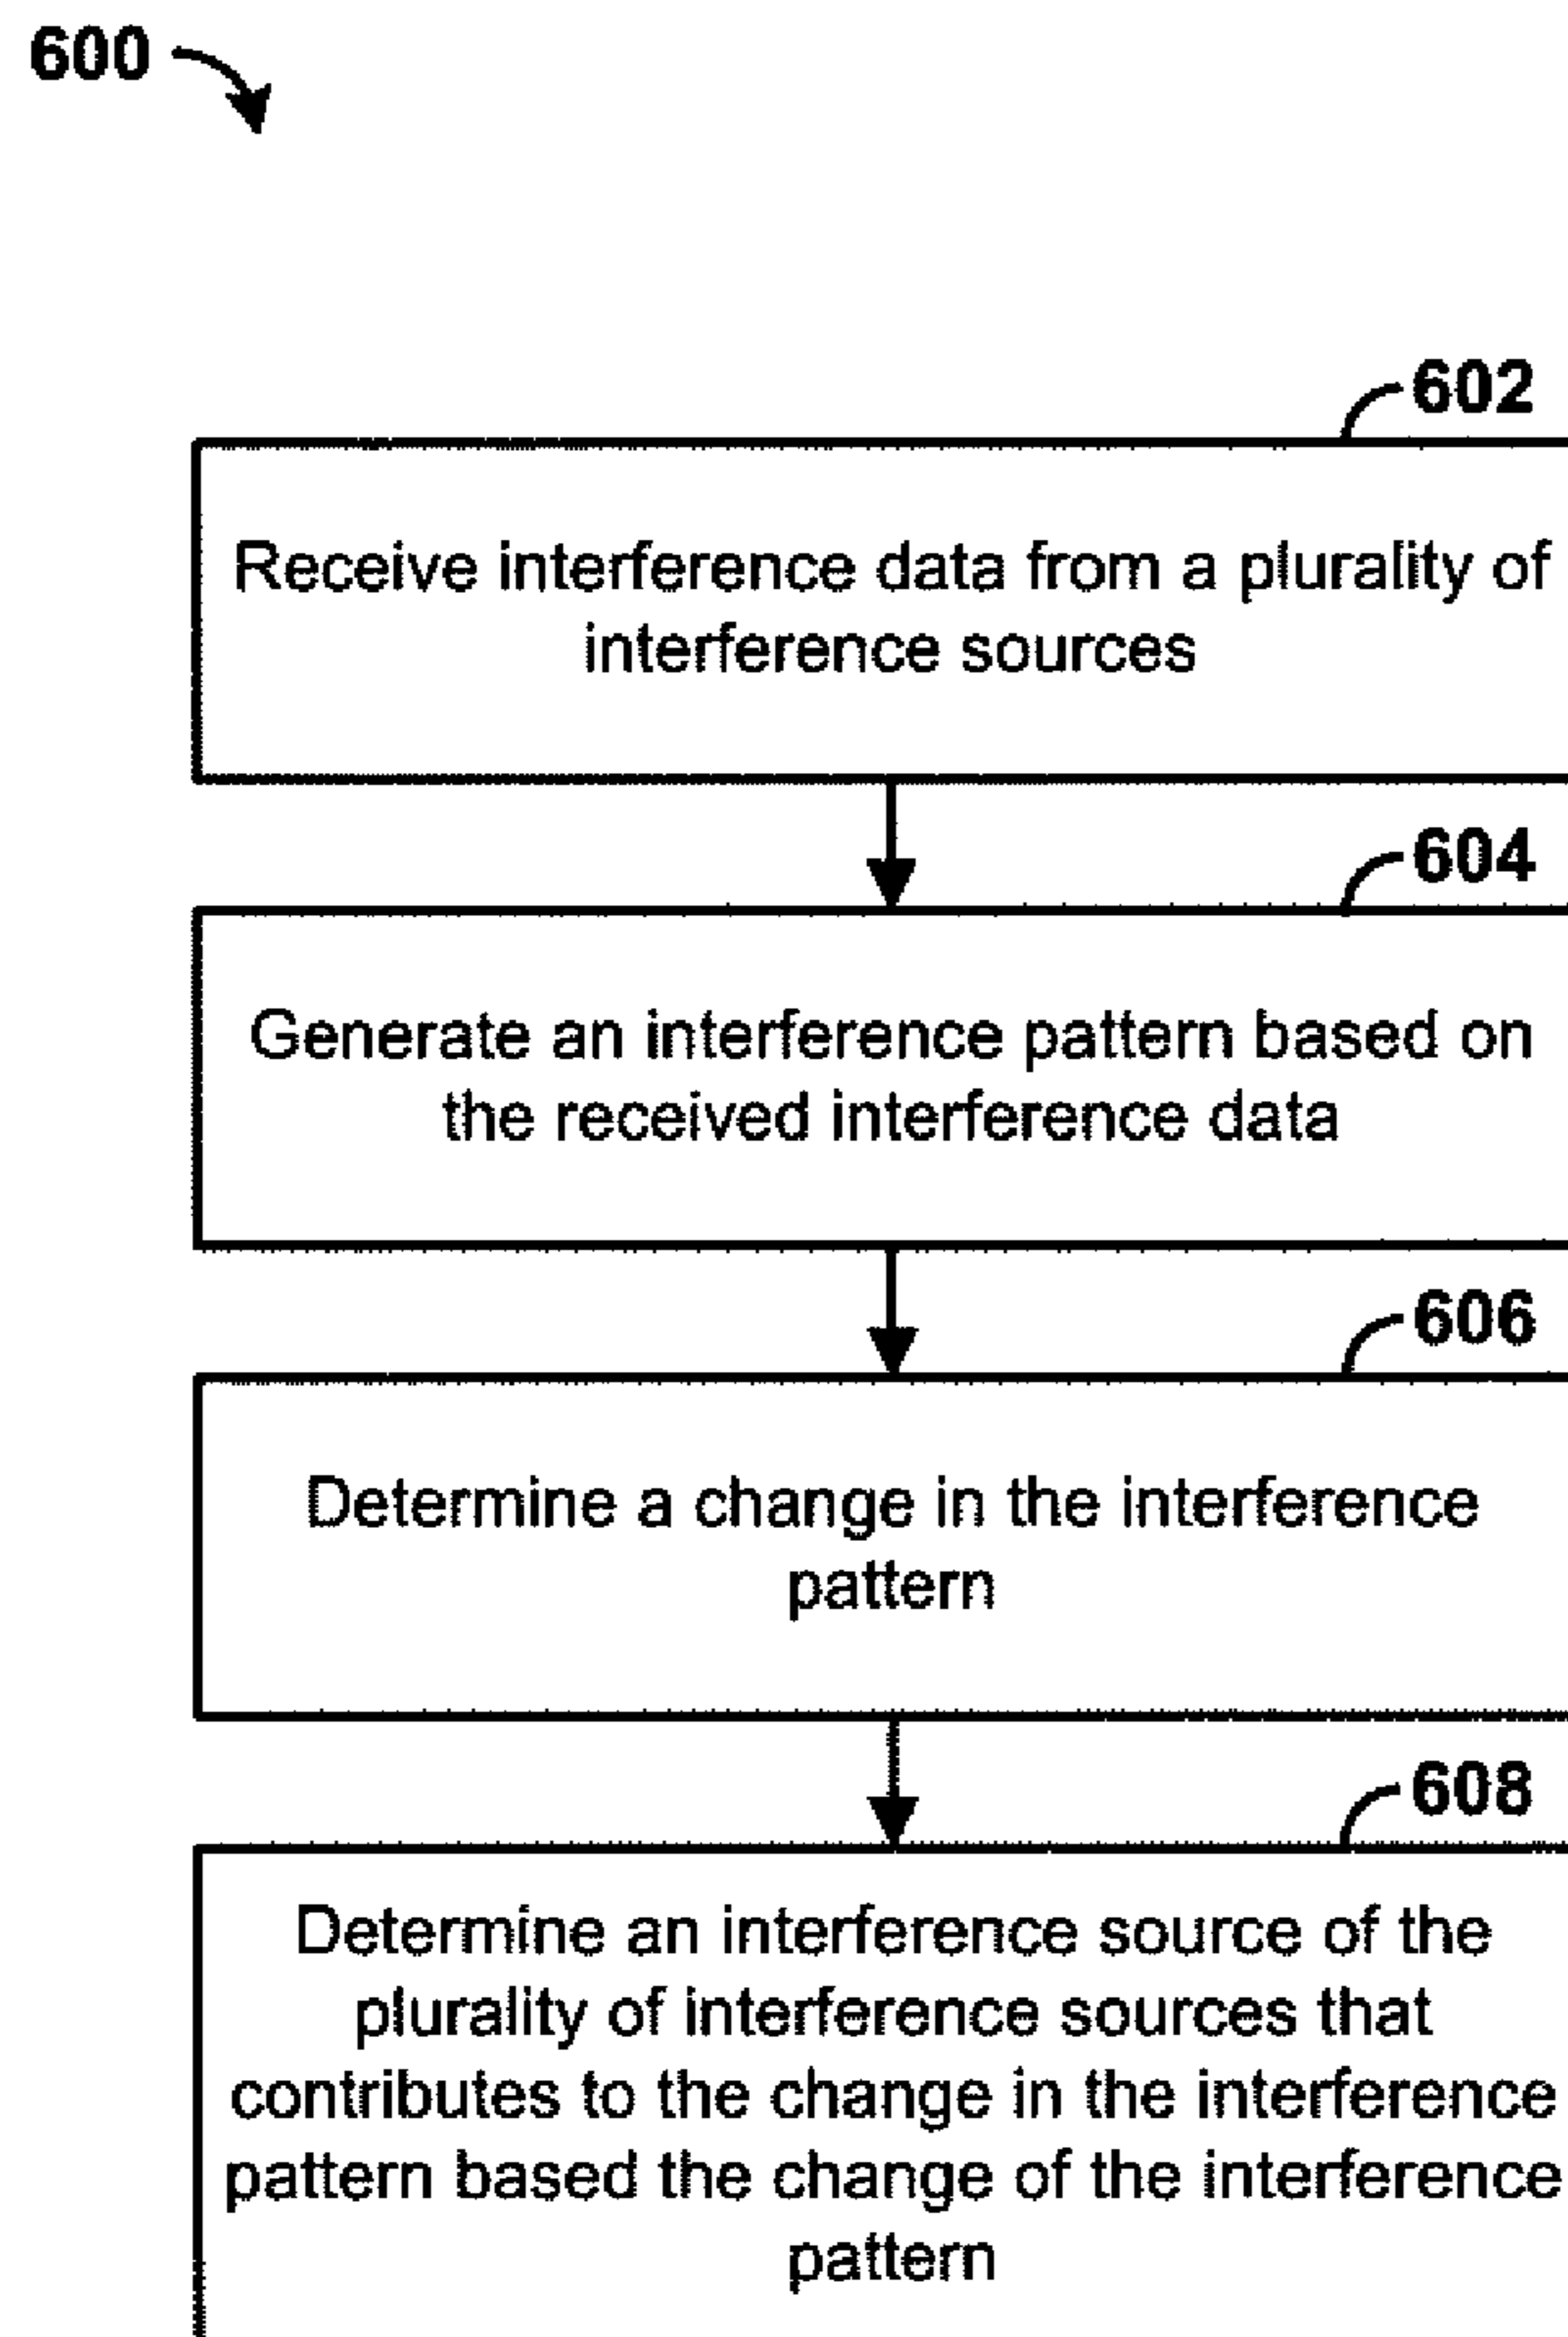 600
602
Receive interference data from a plurality of
interference sources
604
Generate an interference pattern based on
the received interference data
606
Determine a change in the interference
pattern
608
Determine an interference source of the
plurality of interference sources that
contributes to the change in the interference
pattern based the change of the interference
pattern